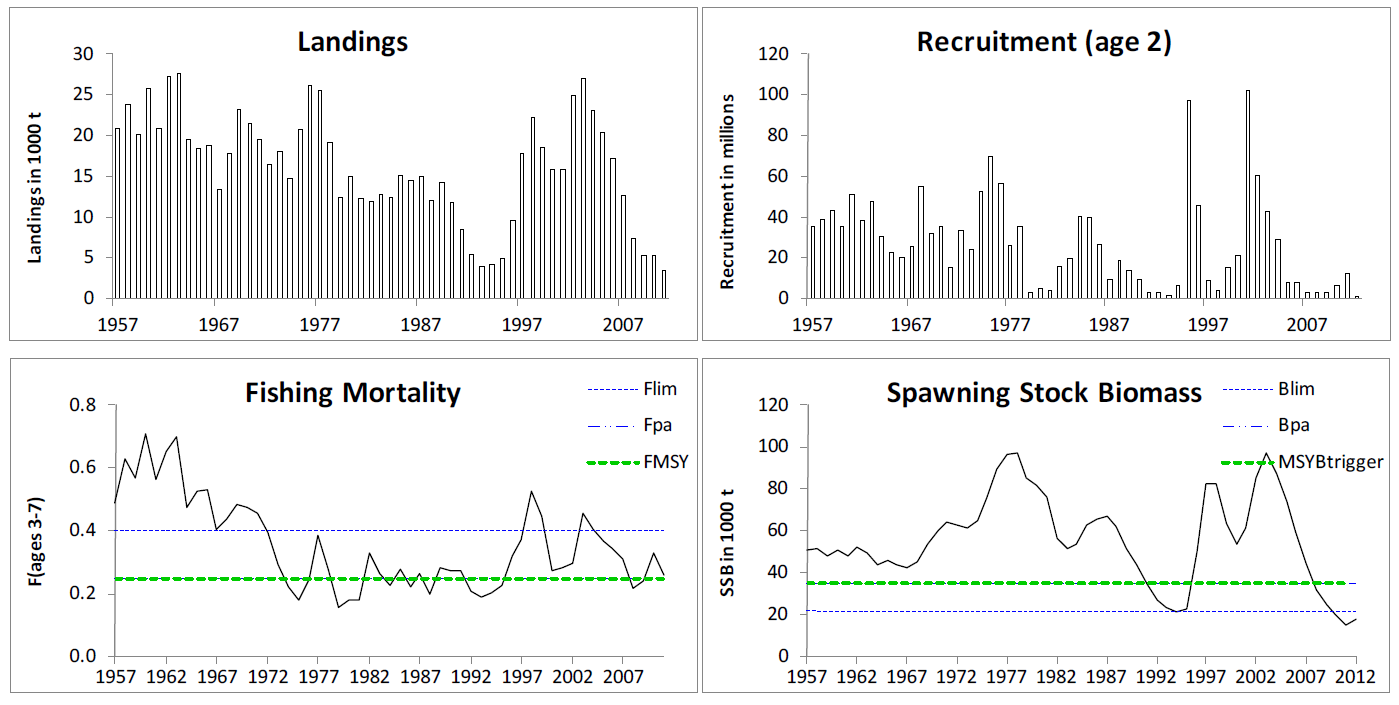 Landings
Landings in 1000 t
30
25
20
15
10
5
0
1957 1967 1977 1987 1997 2007
Recruitment (age 2)
Recruitment in millions
120
100
80
60
40
20
0
1957 1967 1977 1987 1997 2007
Fishing Mortality
Flim
Fpa
FMSY
F(ages 3-7)
0.8
0.6
0.4
0.2
0.0
1957 1962 1967 1972 1977 1982 1987 1992 1997 2002 2007
Spawning Stock Biomass
Blim
Bpa
MSYBtrigger
SSB in 1000 t
120
100
80
60
40
20
0
1957 1962 1967 1972 1977 1982 1987 1992 1997 2002 2007 2012